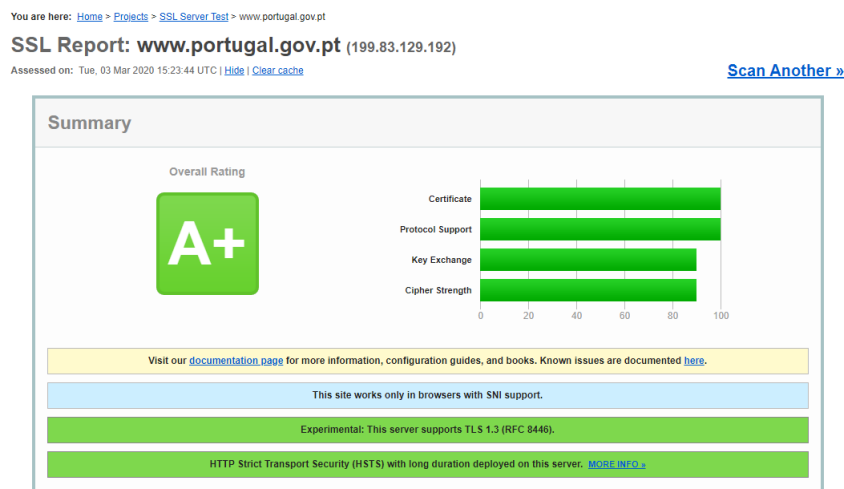 You are here: Home > Projects > SSL Server Test > www.portugal.gov.pt
SSL Report: www.portugal.gov.pt (199.83.129.192)
Assessed on: Tue, 03 Mar 2020 15:23:44 UTC | Hide | Clear cache
Scan Another »
Summary
Overall Rating
A+
Certificate
Protocol Support
Key Exchange
Cipher Strength
0 20 40 60 80 100
Visit our documentation page for more information, configuration guides, and books. Known issues are documented here.
This site works only in browsers with SNI support.
Experimental: This server supports TLS 1.3 (RFC 8446).
HTTP Strict Transport Security (HSTS) with long duration deployed on this server. MORE INFO »